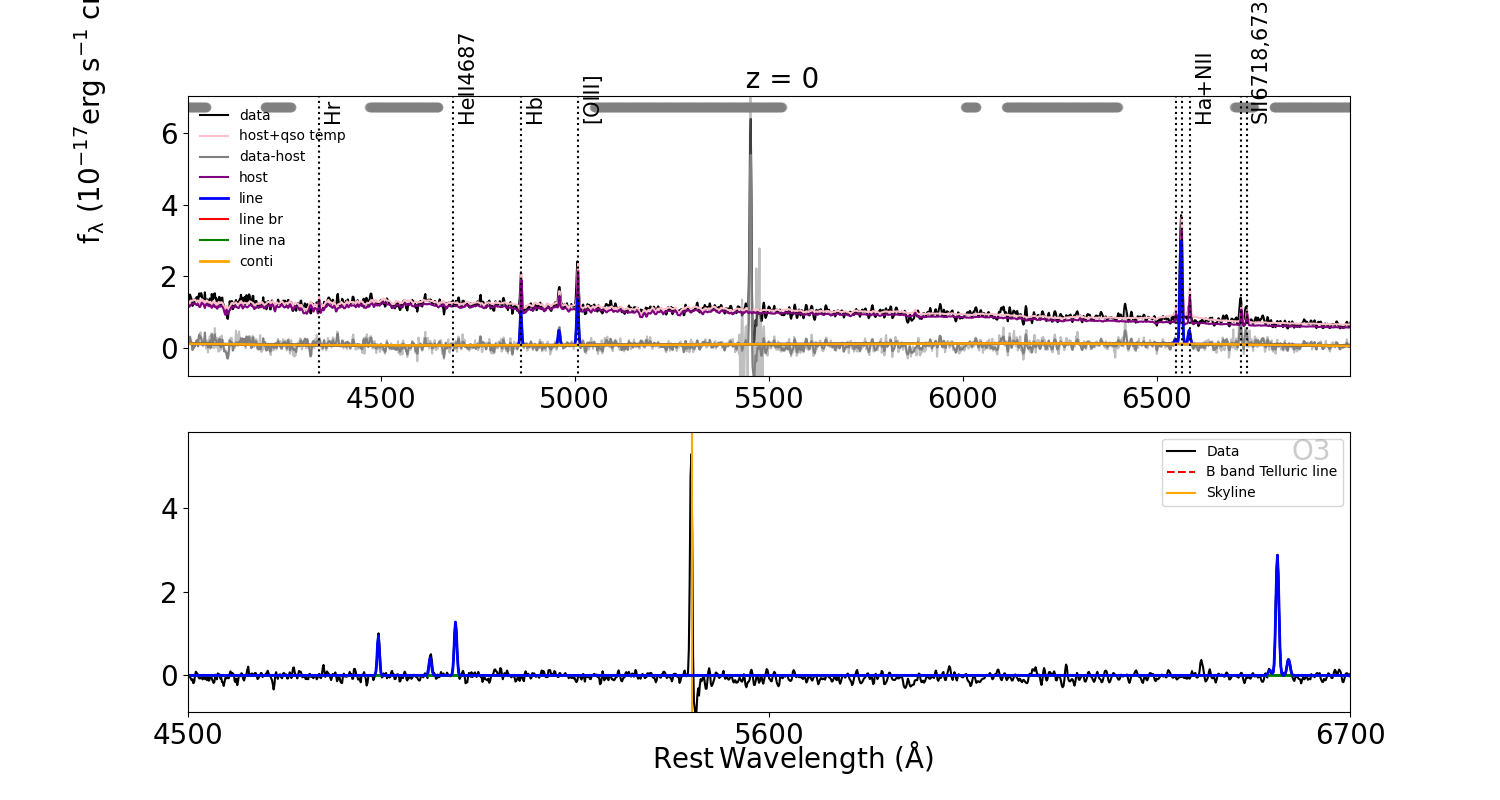 z = 0
f_λ (10⁻¹⁷erg s⁻¹
Hr
HeII4687
Hb
[OIII]
Ha+NII
SII6718,673
data
host+qso temp
data-host
host
line
line br
line na
conti
6
4
2
0
4500
5000
5500
6000
6500
O3
Data
B band Telluric line
Skyline
4
2
0
4500
5600
6700
Rest Wavelength (Å)